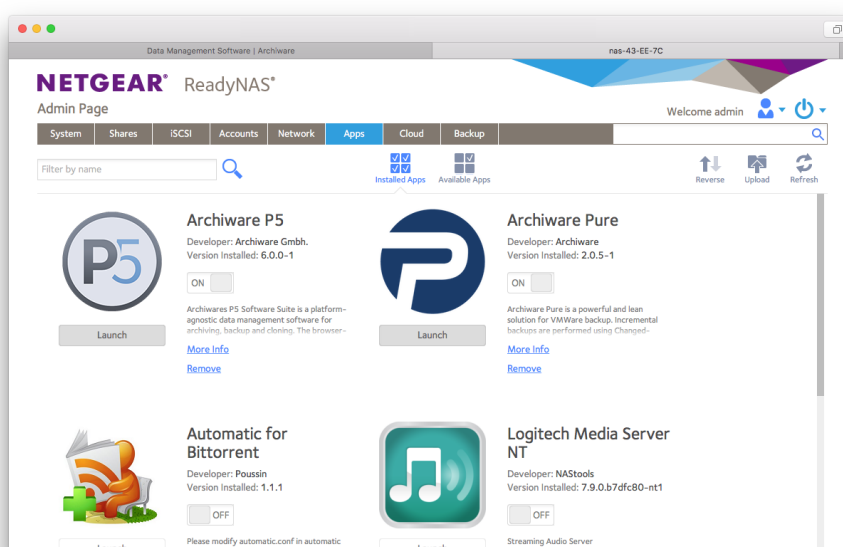 Data Management Software | Archiware
nas-43-EE-7C
NETGEAR® ReadyNAS®
Admin Page
Welcome admin
System Shares iSCSI Accounts Network Apps Cloud Backup
Filter by name
Installed Apps Available Apps
Reverse Upload Refresh
P5
Archiware P5
Developer: Archiware Gmbh.
Version Installed: 6.0.0-1
ON
Archiwares P5 Software Suite is a platform-
agnostic data management software for
archiving, backup and cloning. The browser-
Launch
More Info
Remove
P
Archiware Pure
Developer: Archiware
Version Installed: 2.0.5-1
ON
Archiware Pure is a powerful and lean
solution for VMWare backup. Incremental
backups are performed using Changed-
Launch
More Info
Remove
Automatic for
Bittorrent
Developer: Poussin
Version Installed: 1.1.1
OFF
Please modify automatic.conf in automatic
Launch
Logitech Media Server
NT
Developer: NAStools
Version Installed: 7.9.0.b7dfc80-nt1
OFF
Streaming Audio Server
Launch